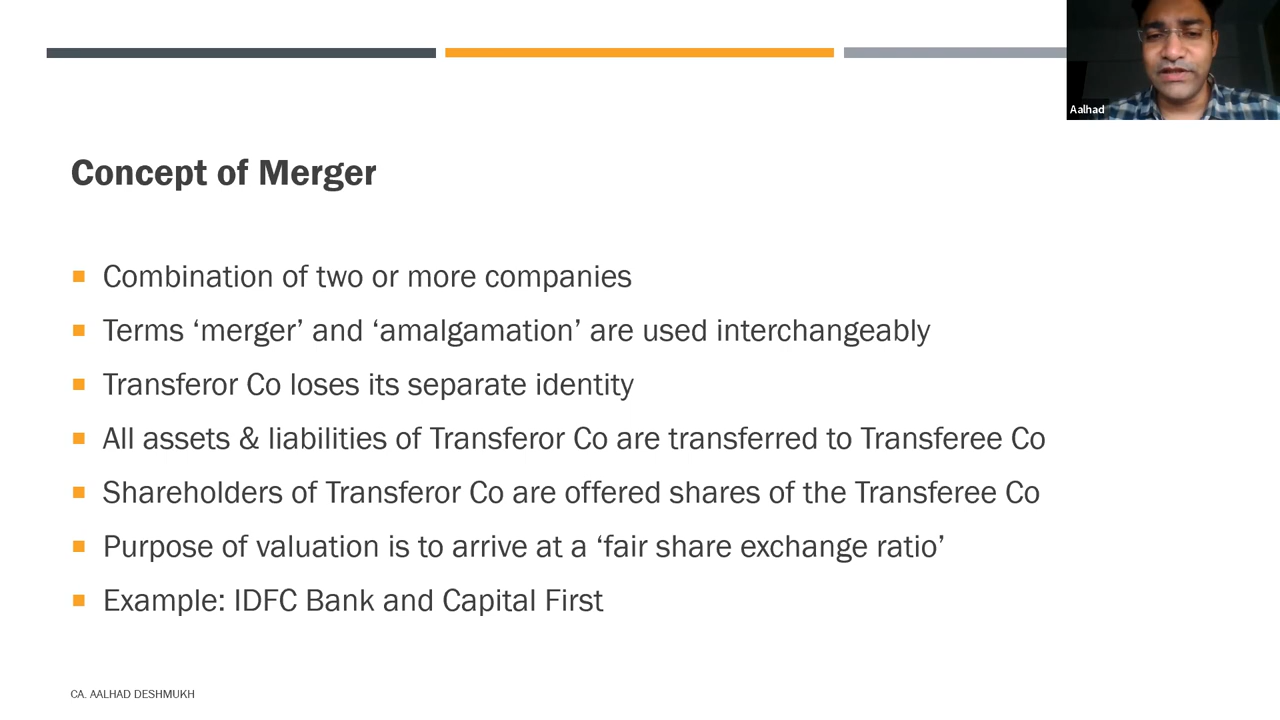 Aalhad
Concept of Merger
Combination of two or more companies
Terms ‘merger’ and ‘amalgamation’ are used interchangeably
Transferor Co loses its separate identity
All assets & liabilities of Transferor Co are transferred to Transferee Co
Shareholders of Transferor Co are offered shares of the Transferee Co
Purpose of valuation is to arrive at a ‘fair share exchange ratio’
Example: IDFC Bank and Capital First
CA. AALHAD DESHMUKH